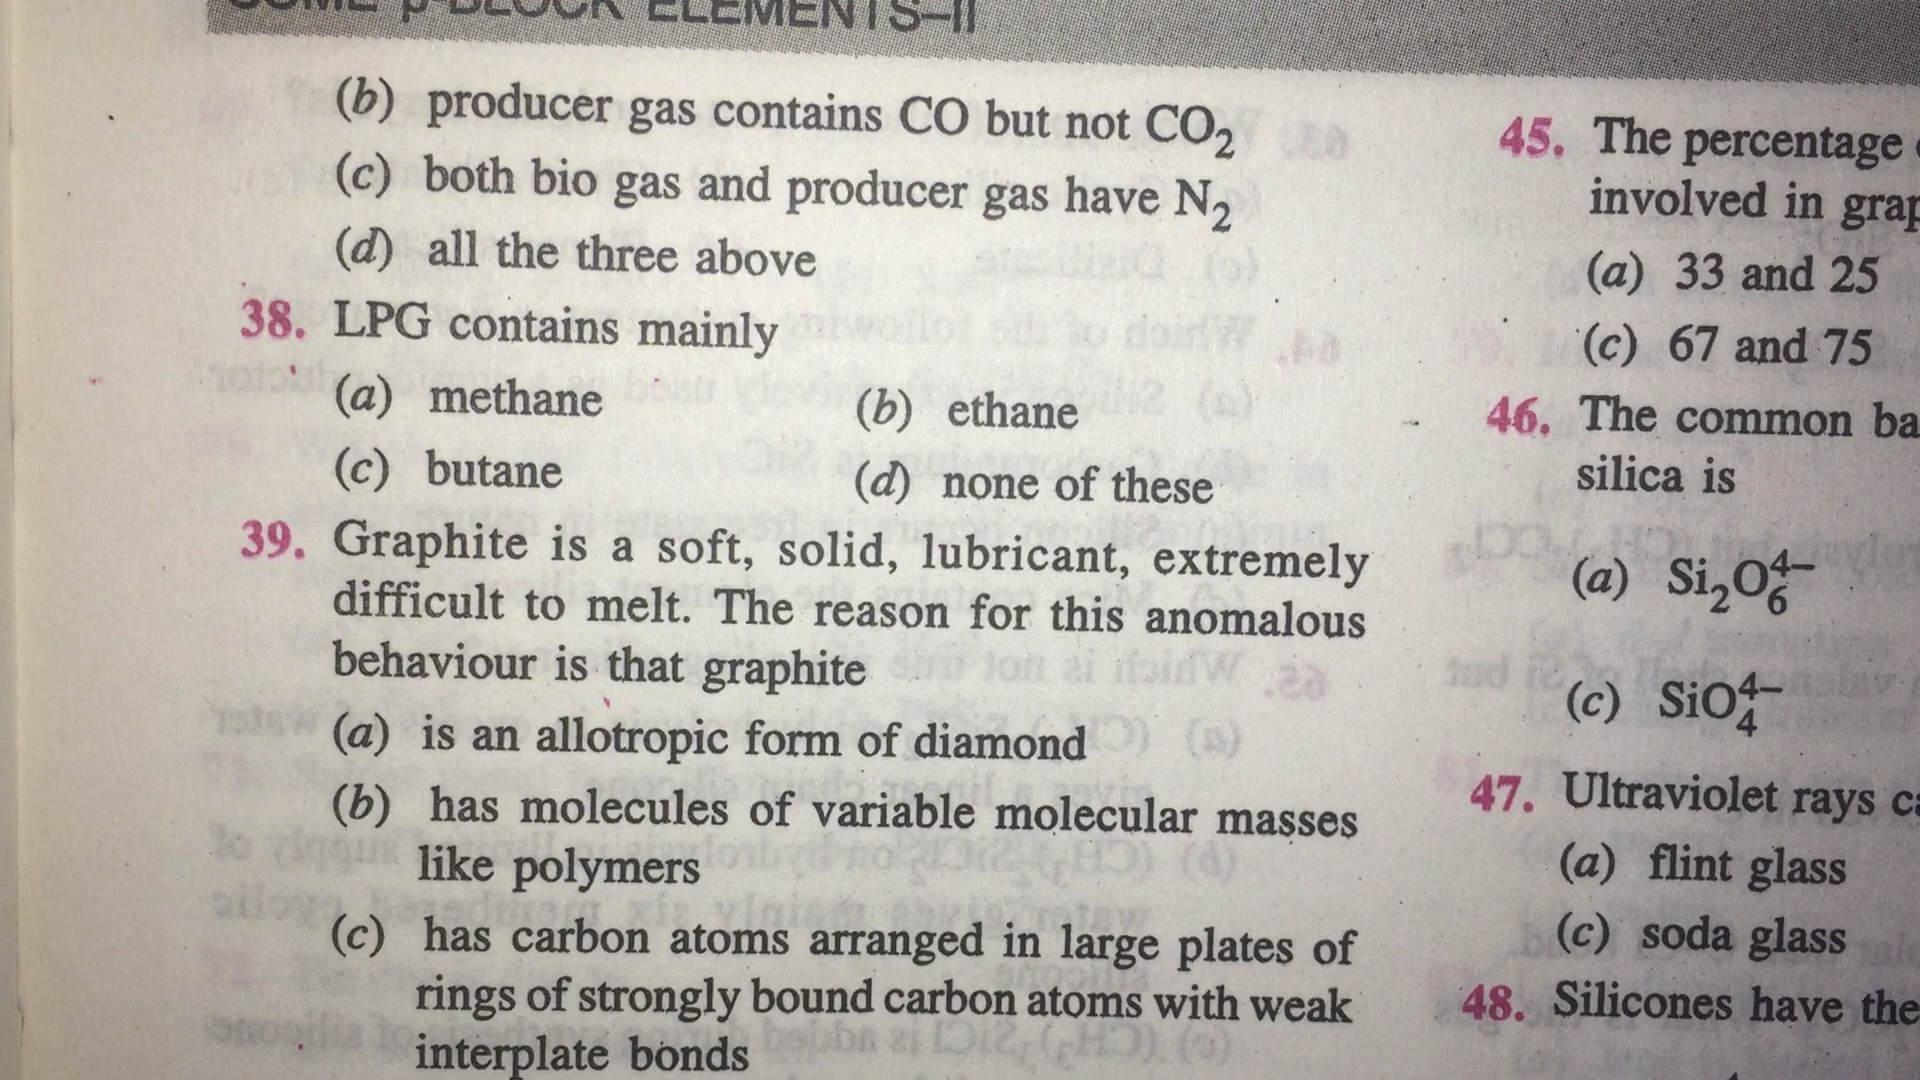 SOME p-BLOCK ELEMENTS–II
(b) producer gas contains CO but not CO₂
(c) both bio gas and producer gas have N₂
(d) all the three above
38. LPG contains mainly
(a) methane (b) ethane
(c) butane (d) none of these
39. Graphite is a soft, solid, lubricant, extremely
difficult to melt. The reason for this anomalous
behaviour is that graphite
(a) is an allotropic form of diamond
(b) has molecules of variable molecular masses
like polymers
(c) has carbon atoms arranged in large plates of
rings of strongly bound carbon atoms with weak
interplate bonds
45. The percentage
involved in grap
(a) 33 and 25
(c) 67 and 75
46. The common ba
silica is
(a) Si₂O₆⁴⁻
(c) SiO₄⁴⁻
47. Ultraviolet rays ca
(a) flint glass
(c) soda glass
48. Silicones have the